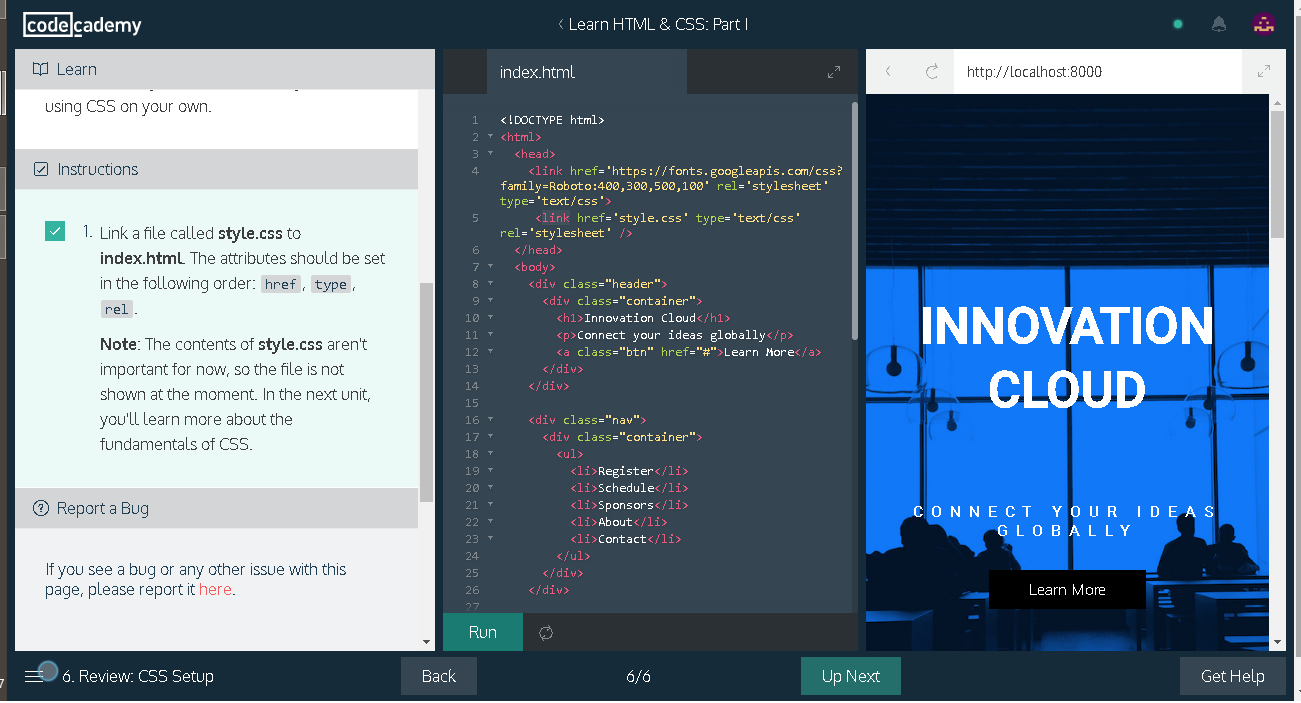 codecademy
Learn HTML & CSS: Part I
Learn
using CSS on your own.
Instructions
1. Link a file called style.css to
index.html. The attributes should be set
in the following order: href, type,
rel.
Note: The contents of style.css aren't
important for now, so the file is not
shown at the moment. In the next unit,
you'll learn more about the
fundamentals of CSS.
Report a Bug
If you see a bug or any other issue with this
page, please report it here.
index.html
1 <!DOCTYPE html>
2 <html>
3 <head>
4 <link href='https://fonts.googleapis.com/css?
family=Roboto:400,300,500,100' rel='stylesheet'
type='text/css'>
5 <link href='style.css' type='text/css'
rel='stylesheet' />
6 </head>
7 <body>
8 <div class="header">
9 <div class="container">
10 <h1>Innovation Cloud</h1>
11 <p>Connect your ideas globally</p>
12 <a class="btn" href="#">Learn More</a>
13 </div>
14 </div>
15
16 <div class="nav">
17 <div class="container">
18 <ul>
19 <li>Register</li>
20 <li>Schedule</li>
21 <li>Sponsors</li>
22 <li>About</li>
23 <li>Contact</li>
24 </ul>
25 </div>
26 </div>
27
Run
http://localhost:8000
INNOVATION
CLOUD
CONNECT YOUR IDEAS
GLOBALLY
Learn More
7
6. Review: CSS Setup
Back
6/6
Up Next
Get Help